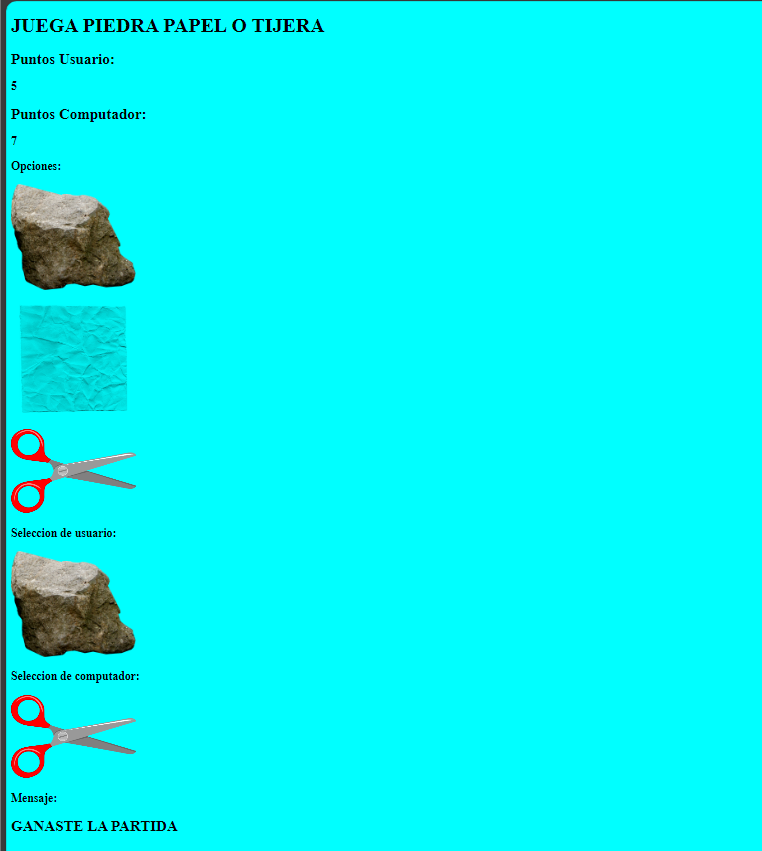 JUEGA PIEDRA PAPEL O TIJERA
Puntos Usuario:
5
Puntos Computador:
7
Opciones:
Seleccion de usuario:
Seleccion de computador:
Mensaje:
GANASTE LA PARTIDA